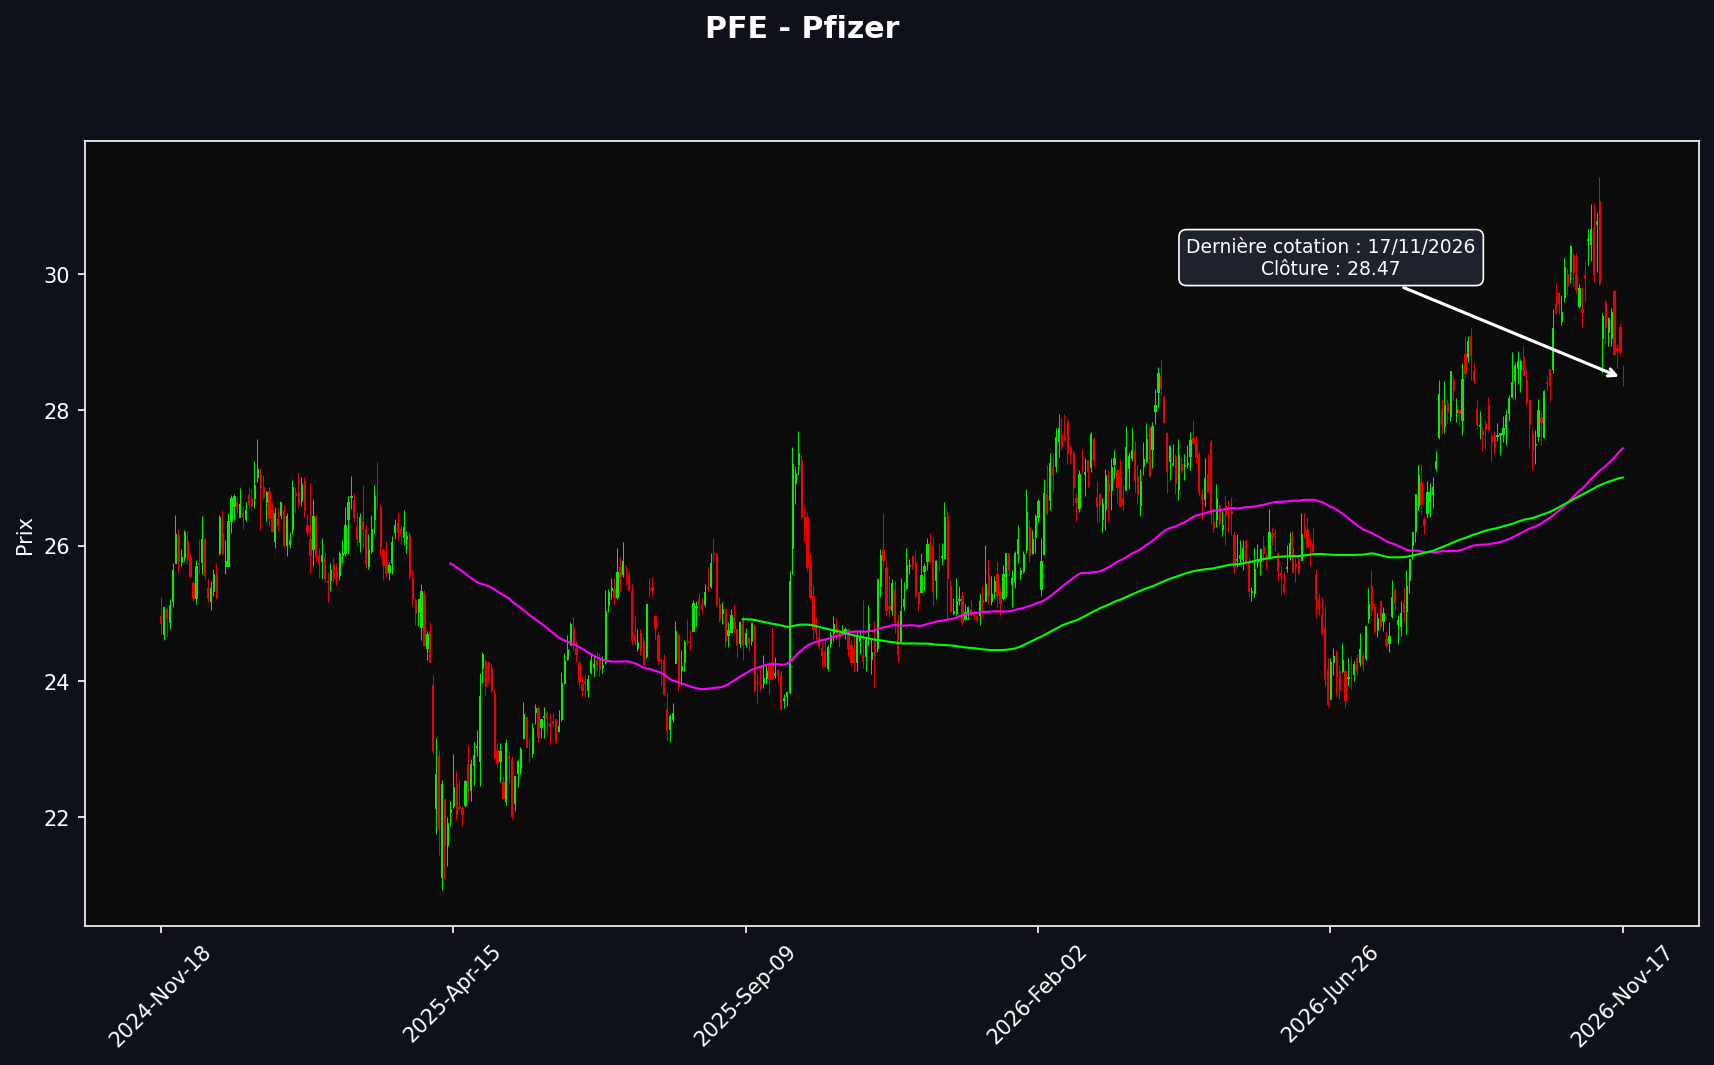 PFE - Pfizer
Dernière cotation : 17/11/2026
Clôture : 28.47
Prix
30
28
26
24
22
2024-Nov-18
2025-Apr-15
2025-Sep-09
2026-Feb-02
2026-Jun-26
2026-Nov-17